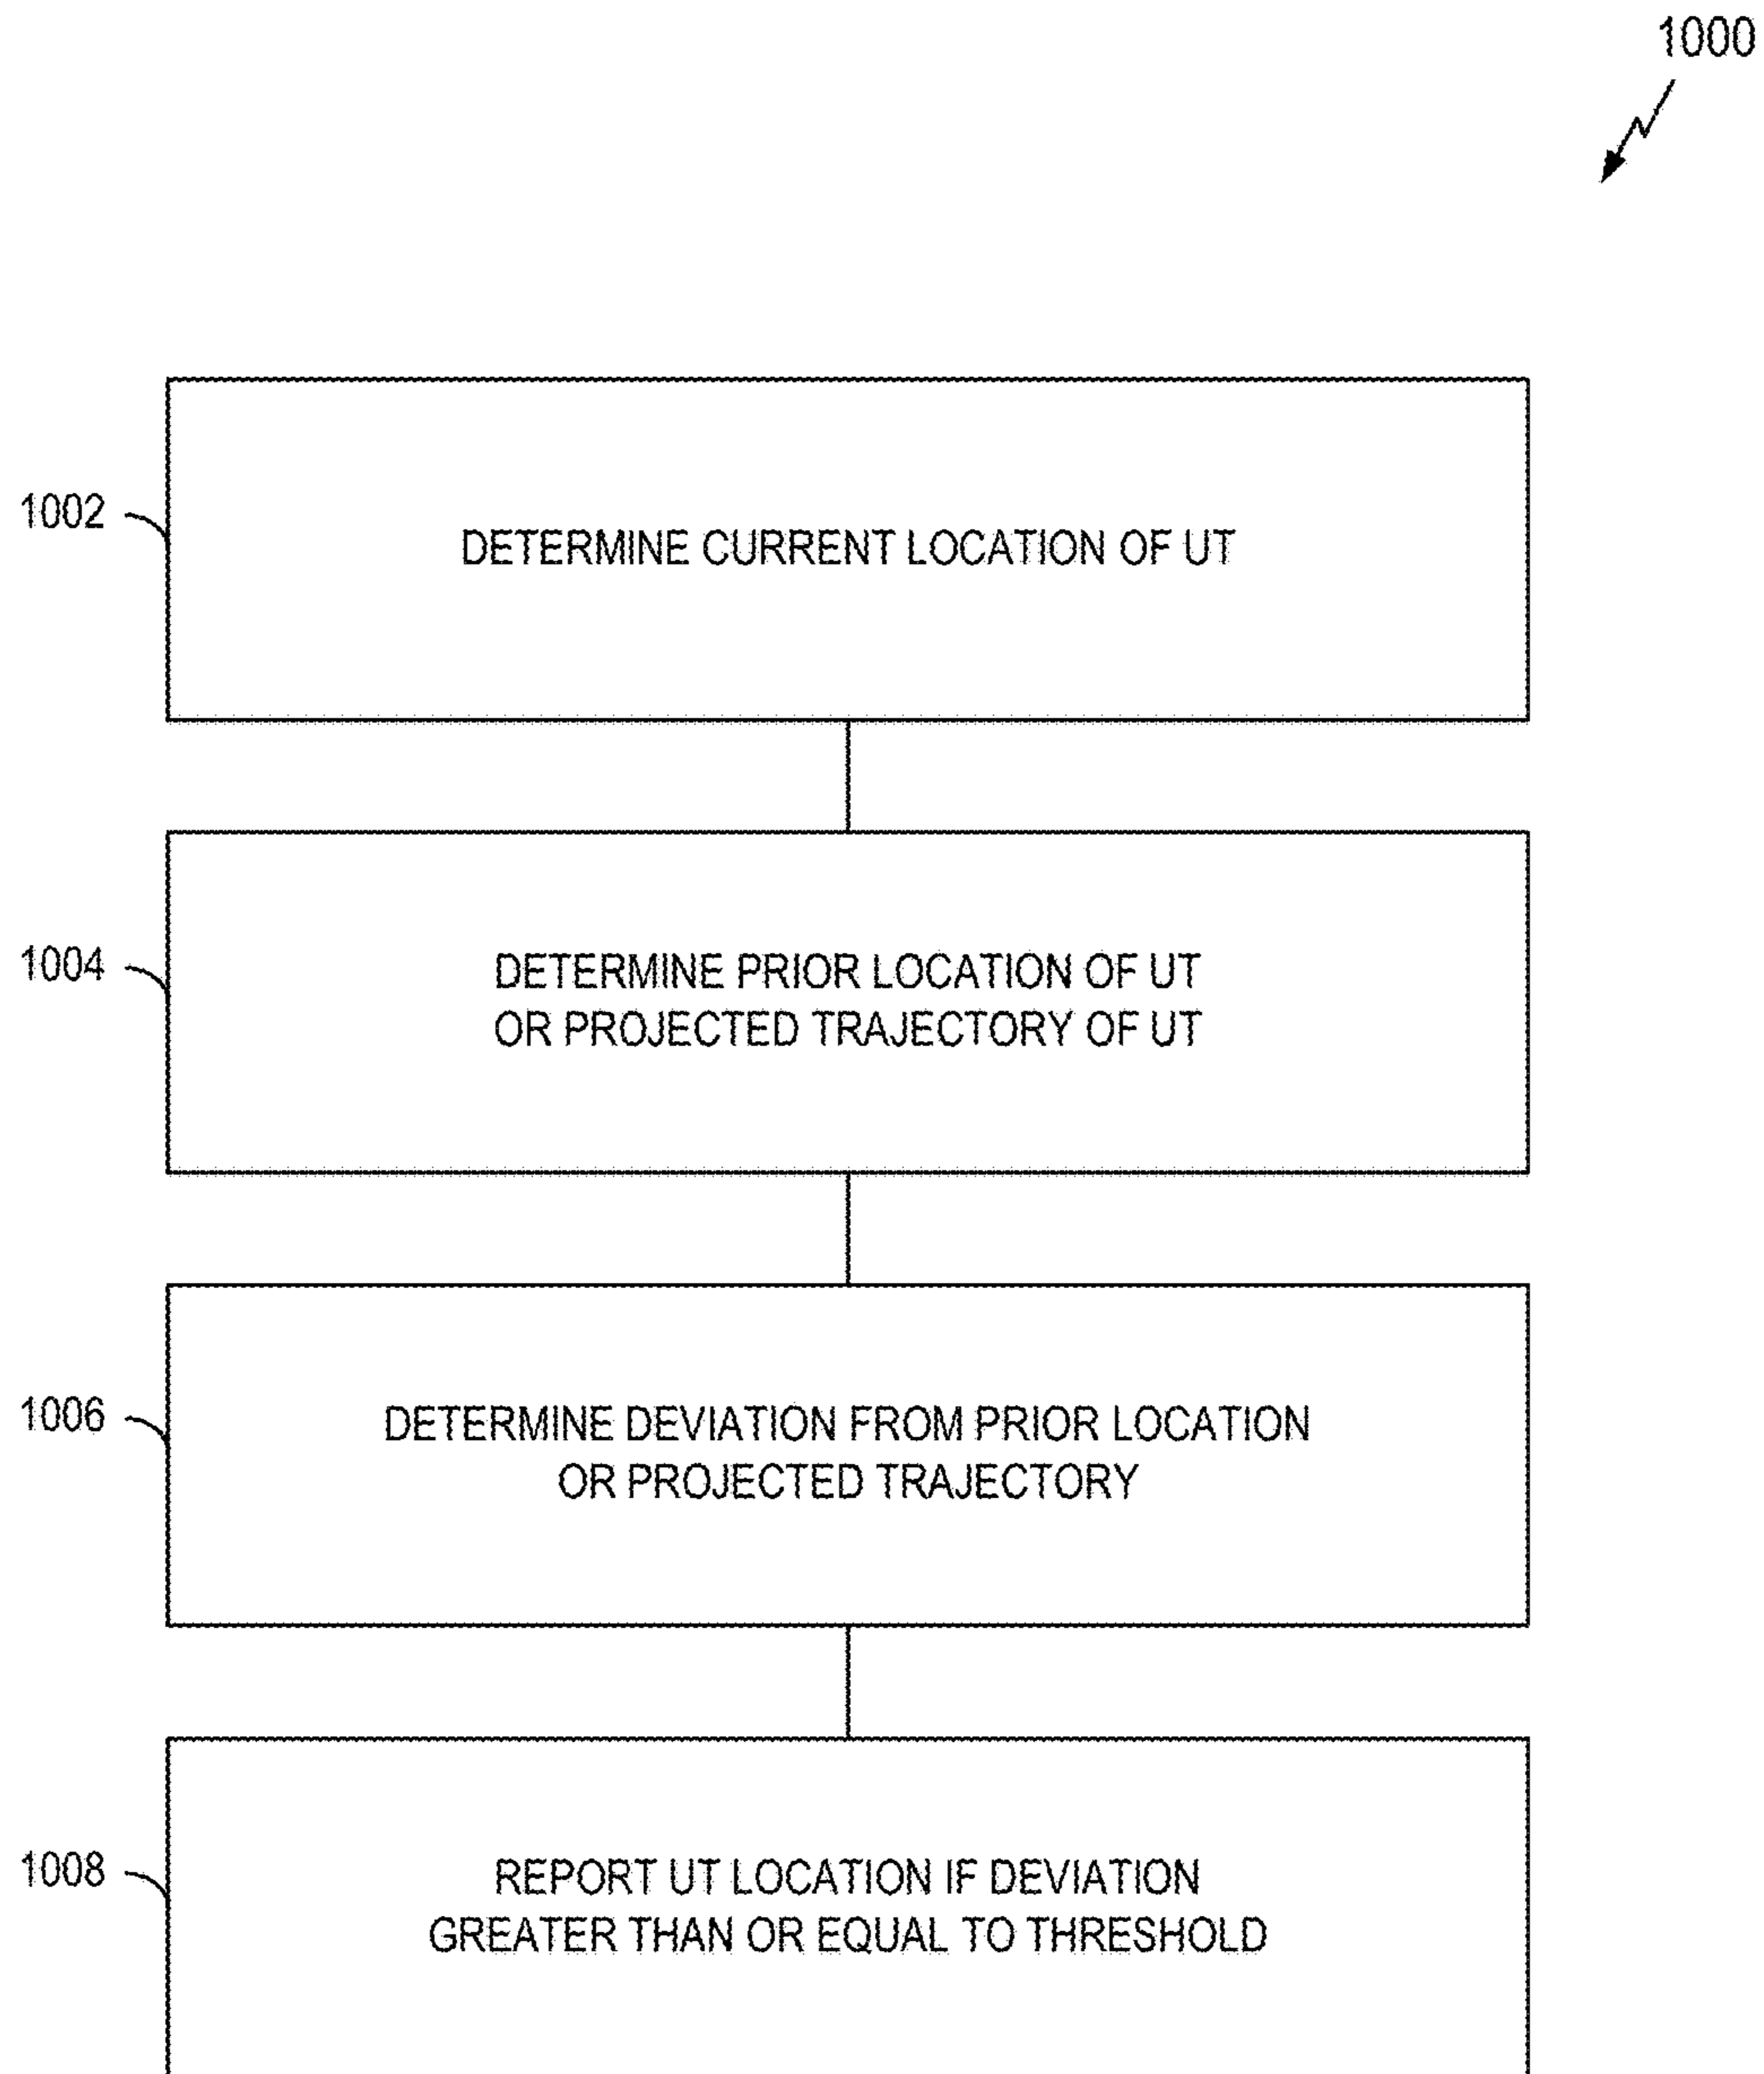 1000
1002
DETERMINE CURRENT LOCATION OF UT
1004
DETERMINE PRIOR LOCATION OF UT
OR PROJECTED TRAJECTORY OF UT
1006
DETERMINE DEVIATION FROM PRIOR LOCATION
OR PROJECTED TRAJECTORY
1008
REPORT UT LOCATION IF DEVIATION
GREATER THAN OR EQUAL TO THRESHOLD